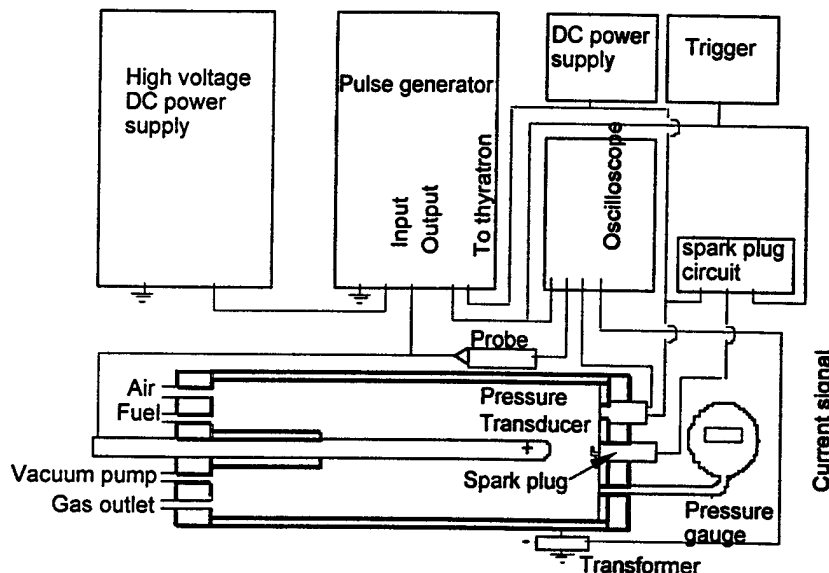 High voltage
DC power
supply
Pulse generator
Input
Output
To thyratron
DC power
supply
Trigger
Oscilloscope
spark plug
circuit
Probe
Air
Fuel
Vacuum pump
Gas outlet
Pressure
Transducer
+
Spark plug
Pressure
gauge
Current signal
-
Transformer